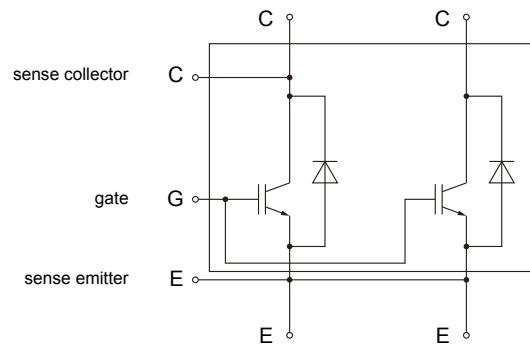 C C
sense collector C
gate G
sense emitter E
E E